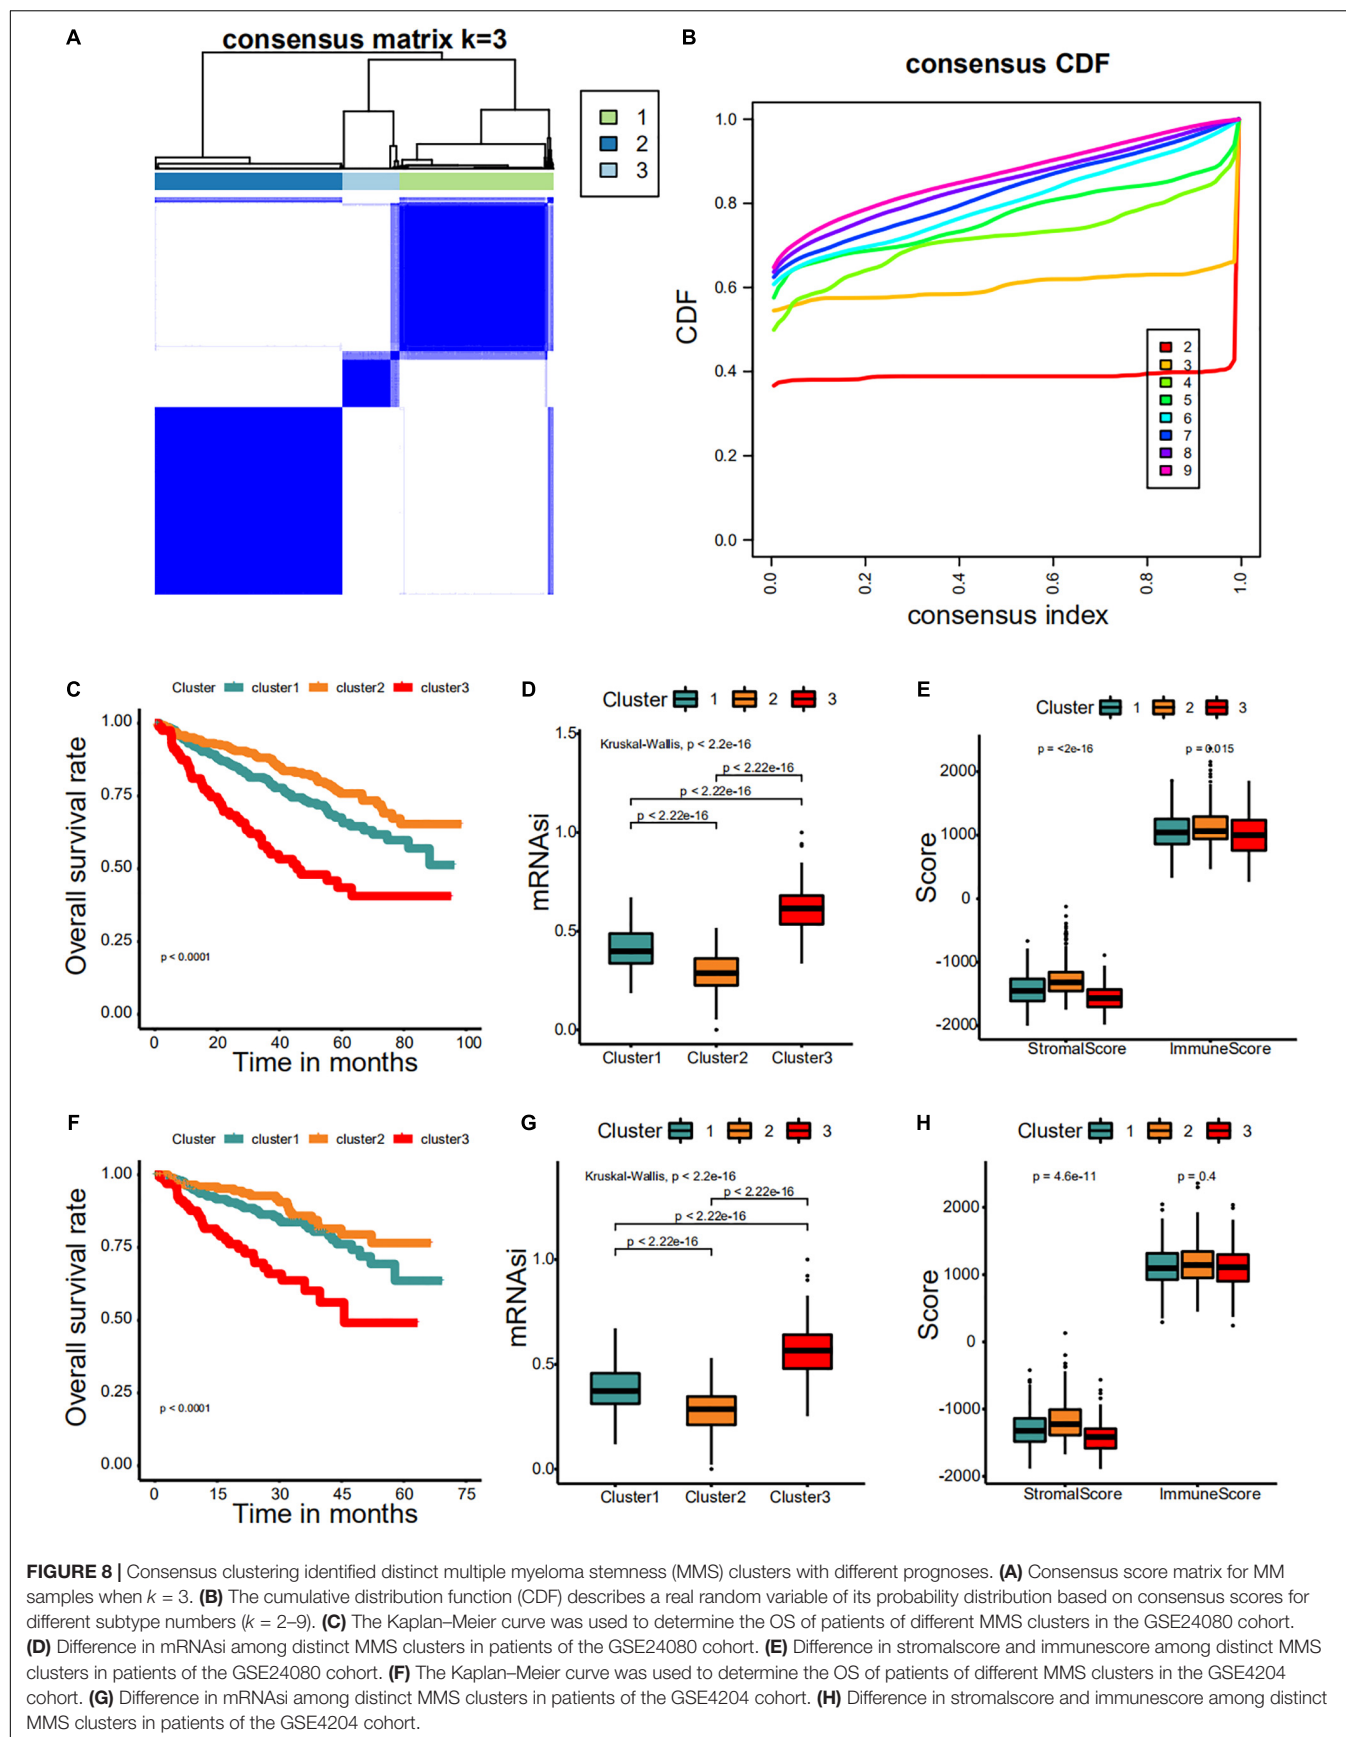 A
consensus matrix k=3
1
2
3
B
consensus CDF
CDF
1.0
0.8
0.6
0.4
0.2
0.0
2
3
4
5
6
7
8
9
0.0 0.2 0.4 0.6 0.8 1.0
consensus index
C
Cluster cluster1 cluster2 cluster3
Overall survival rate
1.00
0.75
0.50
0.25
0.00
p < 0.0001
0 20 40 60 80 100
Time in months
D
Cluster 1 2 3
mRNAsi
1.5
1.0
0.5
0.0
Kruskal-Wallis, p < 2.2e-16
p < 2.22e-16
p < 2.22e-16
p < 2.22e-16
Cluster1 Cluster2 Cluster3
E
Cluster 1 2 3
Score
2000
1000
0
-1000
-2000
p = <2e-16 p = 0.015
StromalScore ImmuneScore
F
Cluster cluster1 cluster2 cluster3
Overall survival rate
1.00
0.75
0.50
0.25
0.00
p < 0.0001
0 15 30 45 60 75
Time in months
G
Cluster 1 2 3
mRNAsi
1.0
0.5
0.0
Kruskal-Wallis, p < 2.2e-16
p < 2.22e-16
p < 2.22e-16
p < 2.22e-16
Cluster1 Cluster2 Cluster3
H
Cluster 1 2 3
Score
2000
1000
0
-1000
-2000
p = 4.6e-11 p = 0.4
StromalScore ImmuneScore
FIGURE 8 | Consensus clustering identified distinct multiple myeloma stemness (MMS) clusters with different prognoses. (A) Consensus score matrix for MM
samples when k = 3. (B) The cumulative distribution function (CDF) describes a real random variable of its probability distribution based on consensus scores for
different subtype numbers (k = 2–9). (C) The Kaplan–Meier curve was used to determine the OS of patients of different MMS clusters in the GSE24080 cohort.
(D) Difference in mRNAsi among distinct MMS clusters in patients of the GSE24080 cohort. (E) Difference in stromalscore and immunescore among distinct MMS
clusters in patients of the GSE24080 cohort. (F) The Kaplan–Meier curve was used to determine the OS of patients of different MMS clusters in the GSE4204
cohort. (G) Difference in mRNAsi among distinct MMS clusters in patients of the GSE4204 cohort. (H) Difference in stromalscore and immunescore among distinct
MMS clusters in patients of the GSE4204 cohort.